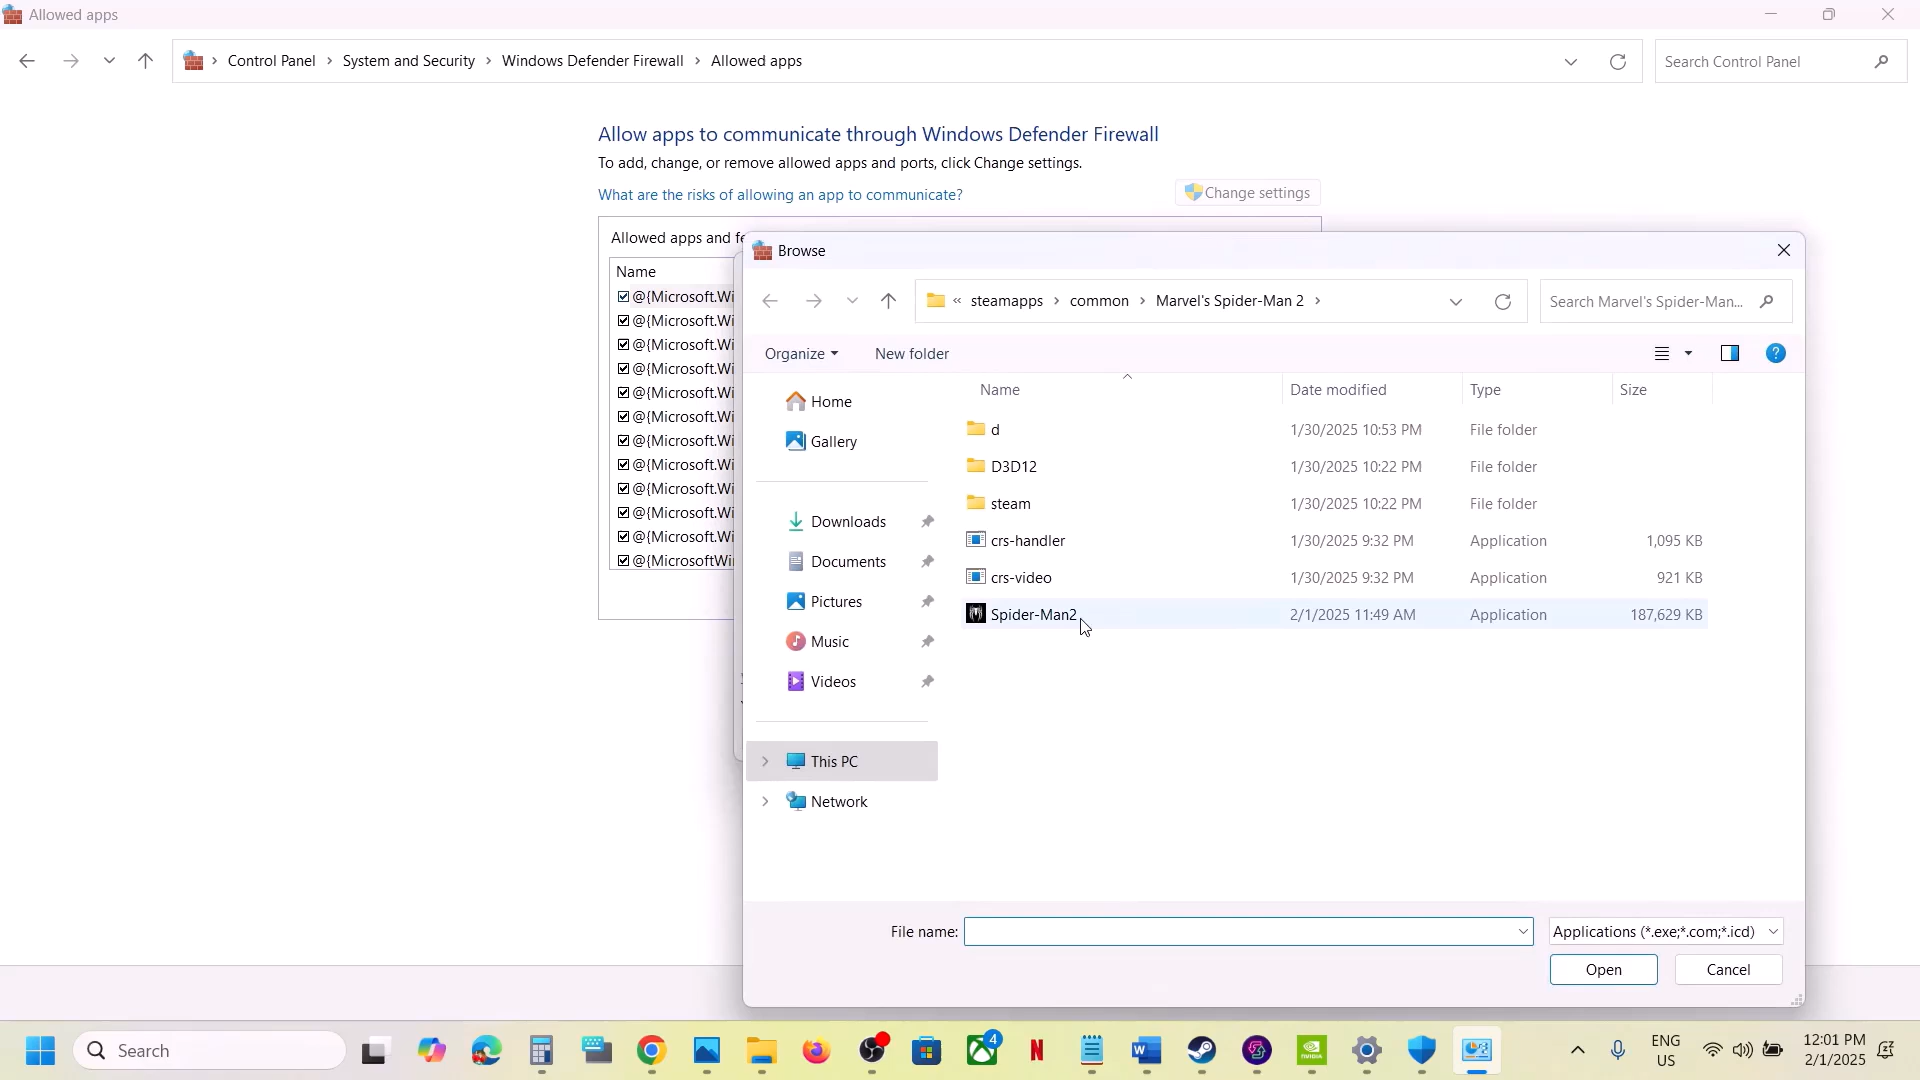 Allowed apps
Control Panel > System and Security > Windows Defender Firewall > Allowed apps
Search Control Panel
Allow apps to communicate through Windows Defender Firewall
To add, change, or remove allowed apps and ports, click Change settings.
What are the risks of allowing an app to communicate?
Change settings
Allowed apps and fe
Name
@{Microsoft.Wi
@{Microsoft.Wi
@{Microsoft.Wi
@{Microsoft.Wi
@{Microsoft.Wi
@{Microsoft.Wi
@{Microsoft.Wi
@{Microsoft.Wi
@{Microsoft.Wi
@{Microsoft.Wi
@{Microsoft.Wi
@{MicrosoftWi
Browse
« steamapps > common > Marvel's Spider-Man 2 >
Search Marvel's Spider-Man...
Organize
New folder
Home
Gallery
Downloads
Documents
Pictures
Music
Videos
This PC
Network
Name Date modified Type Size
d 1/30/2025 10:53 PM File folder
D3D12 1/30/2025 10:22 PM File folder
steam 1/30/2025 10:22 PM File folder
crs-handler 1/30/2025 9:32 PM Application 1,095 KB
crs-video 1/30/2025 9:32 PM Application 921 KB
Spider-Man2 2/1/2025 11:49 AM Application 187,629 KB
File name:
Applications (*.exe;*.com;*.icd)
Open
Cancel
Search
4
N
ENG
US
12:01 PM
2/1/2025